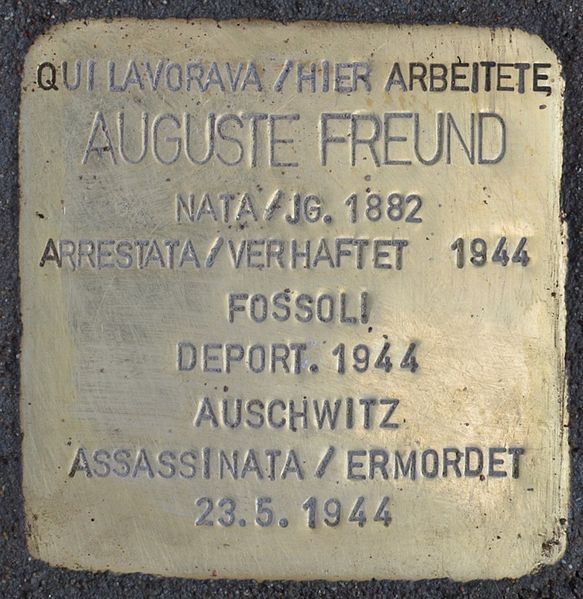 QUI LAVORAVA/HIER ARBEITETE
AUGUSTE FREUND
NATA/JG. 1882
ARRESTATA/VERHAFTET 1944
FOSSOLI
DEPORT. 1944
AUSCHWITZ
ASSASSINATA/ERMORDET
23.5.1944